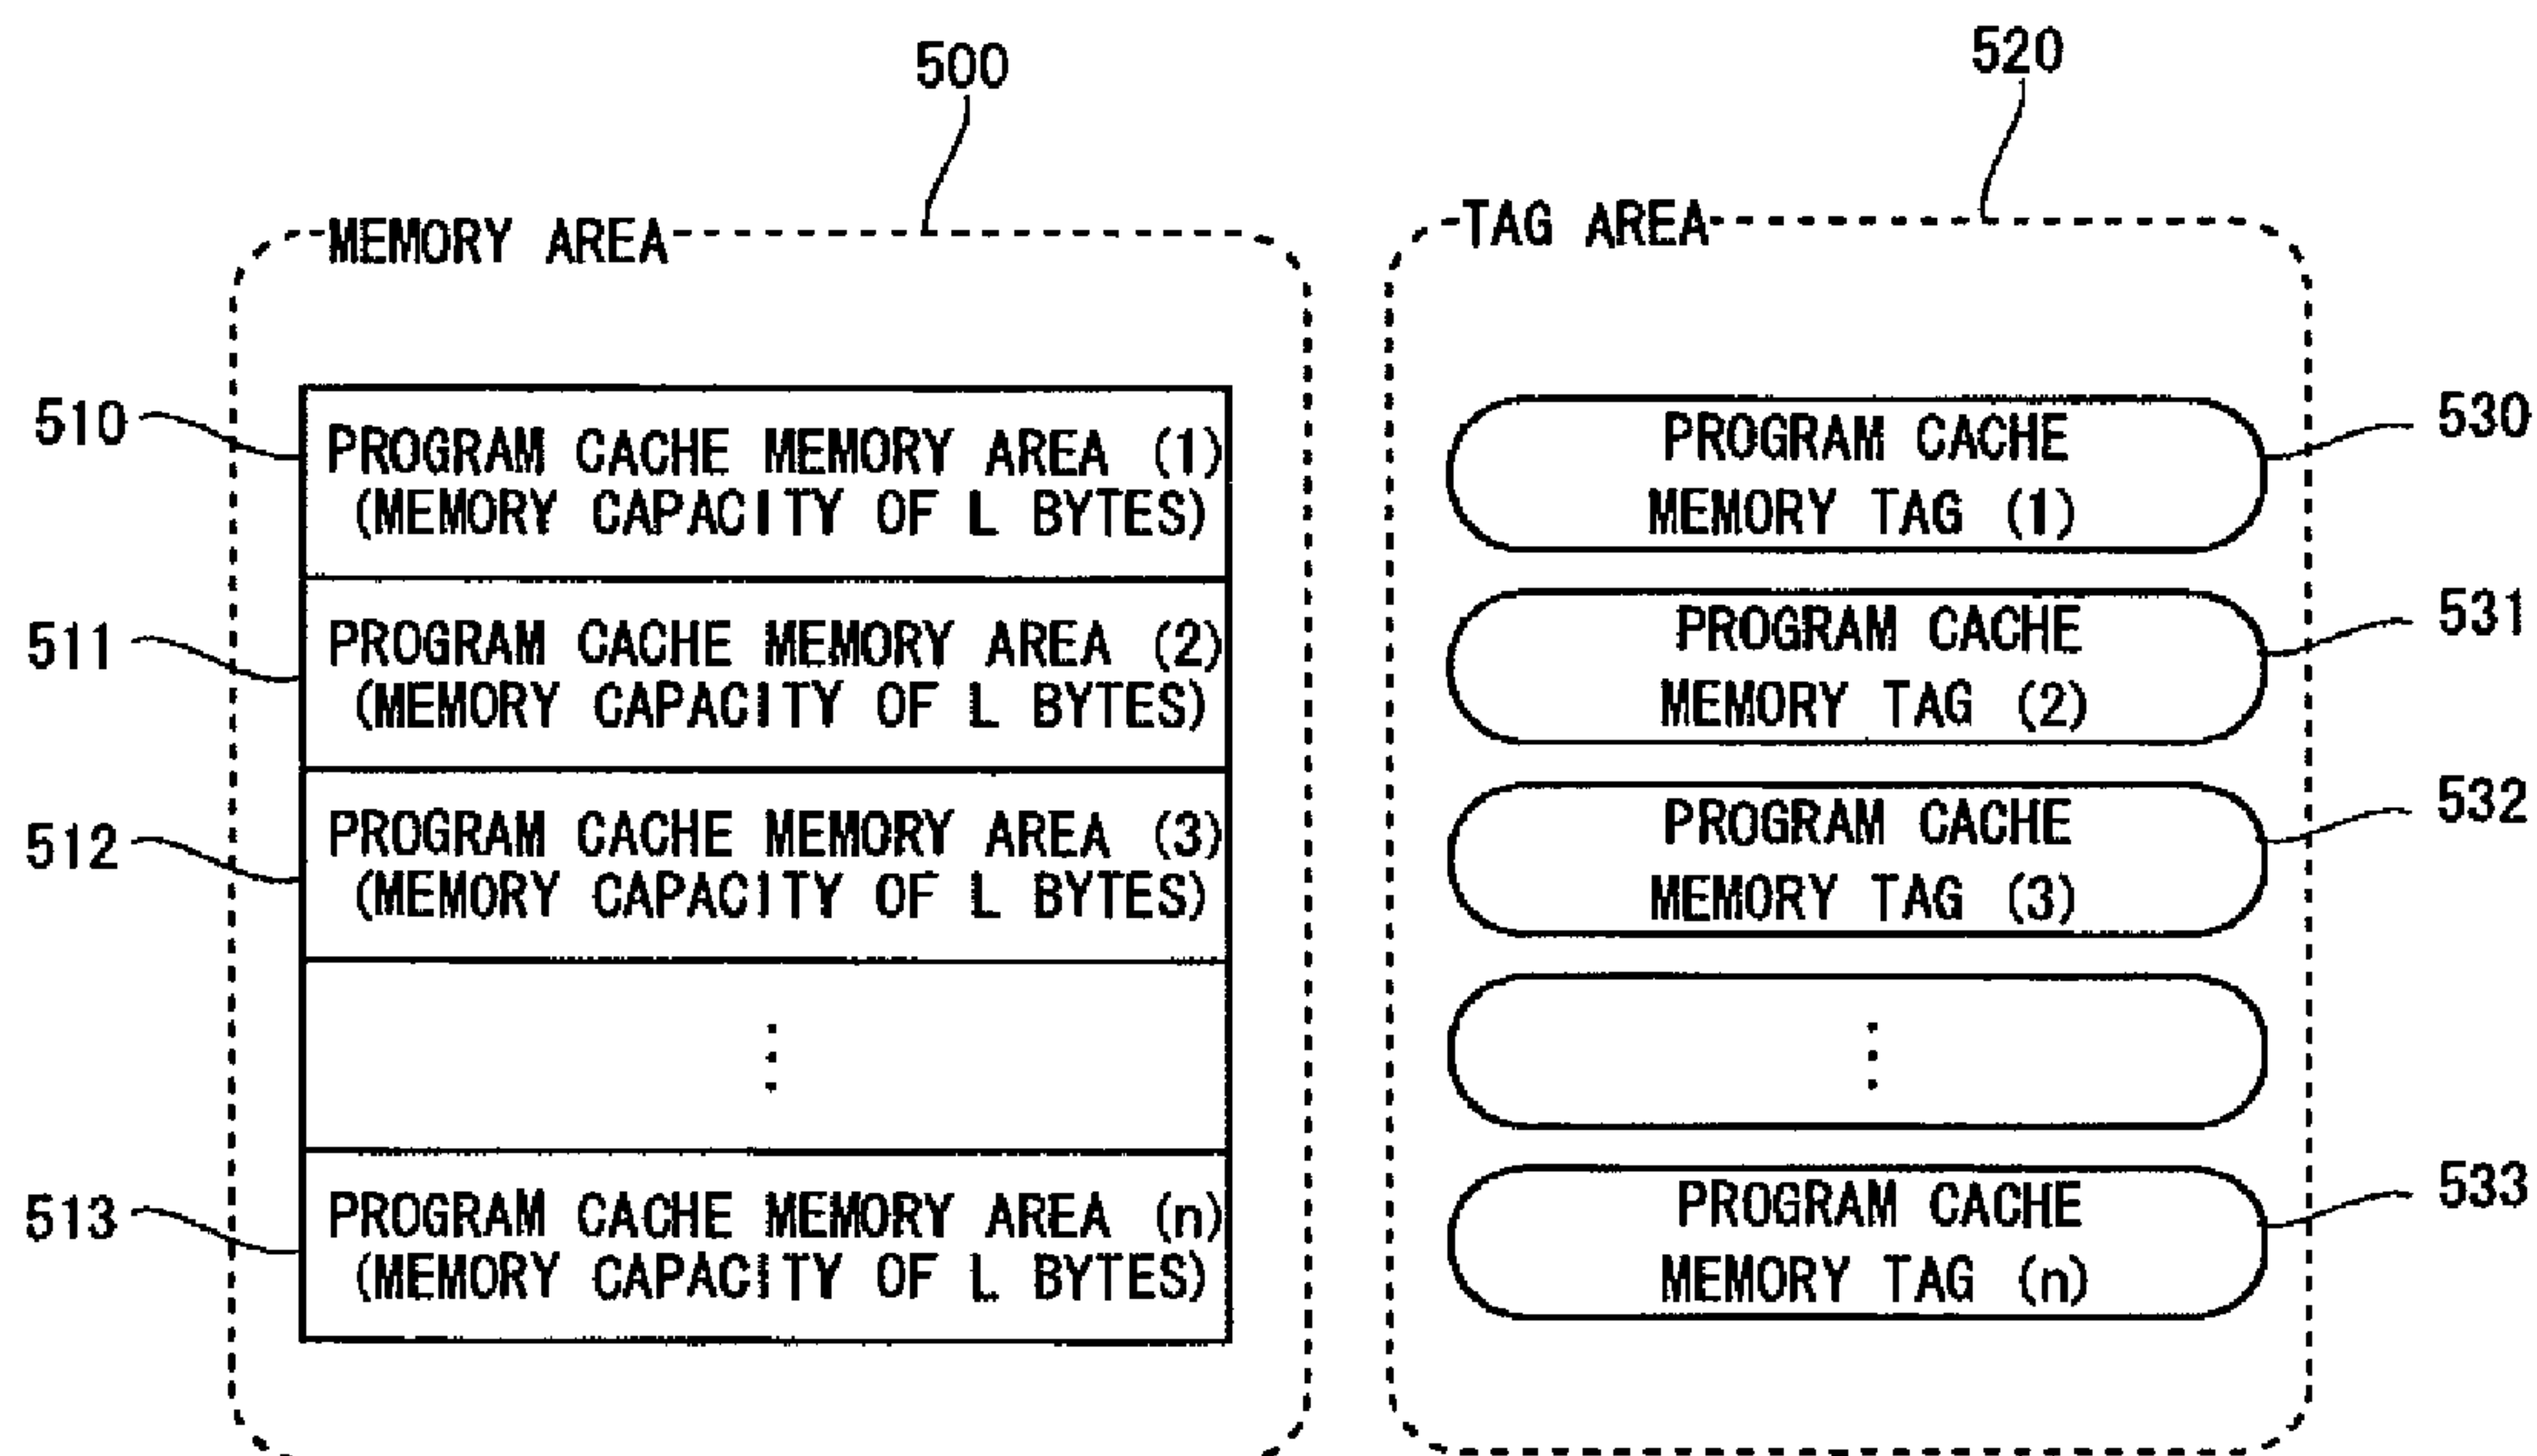 500
520
MEMORY AREA
TAG AREA
510
PROGRAM CACHE MEMORY AREA (1)
(MEMORY CAPACITY OF L BYTES)
511
PROGRAM CACHE MEMORY AREA (2)
(MEMORY CAPACITY OF L BYTES)
512
PROGRAM CACHE MEMORY AREA (3)
(MEMORY CAPACITY OF L BYTES)
⋮
513
PROGRAM CACHE MEMORY AREA (n)
(MEMORY CAPACITY OF L BYTES)
PROGRAM CACHE
MEMORY TAG (1)
530
PROGRAM CACHE
MEMORY TAG (2)
531
PROGRAM CACHE
MEMORY TAG (3)
532
⋮
PROGRAM CACHE
MEMORY TAG (n)
533